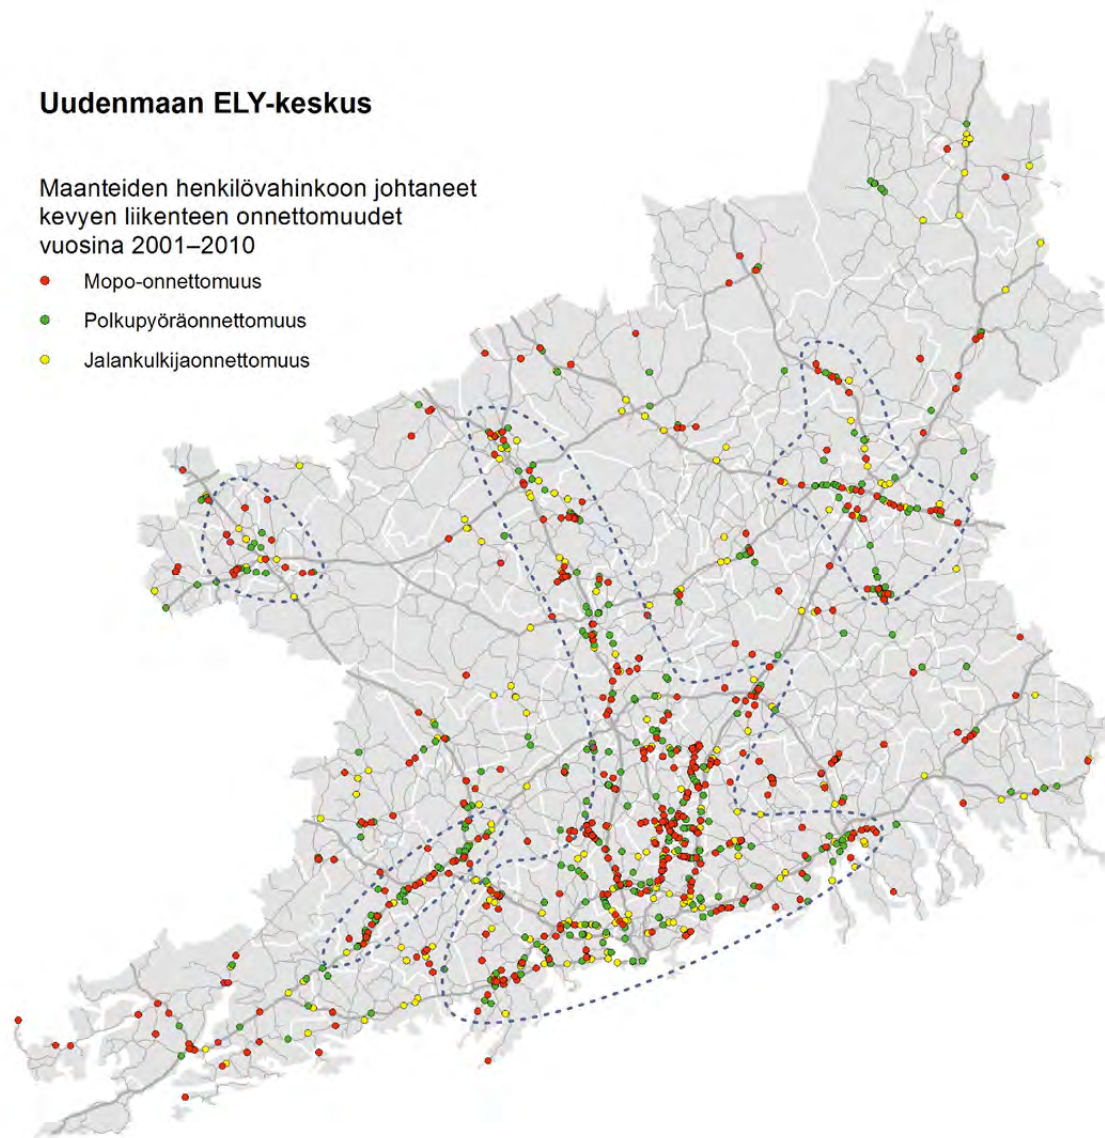 Uudenmaan ELY-keskus
Maanteiden henkilövahinkoon johtaneet
kevyen liikenteen onnettomuudet
vuosina 2001–2010
Mopo-onnettomuus
Polkupyöräonnettomuus
Jalankulkijaonnettomuus